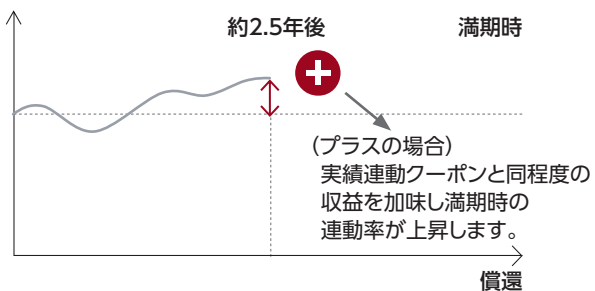 約2.5年後 満期時
(プラスの場合)
実績連動クーポンと同程度の
収益を加味し満期時の
連動率が上昇します。
償還